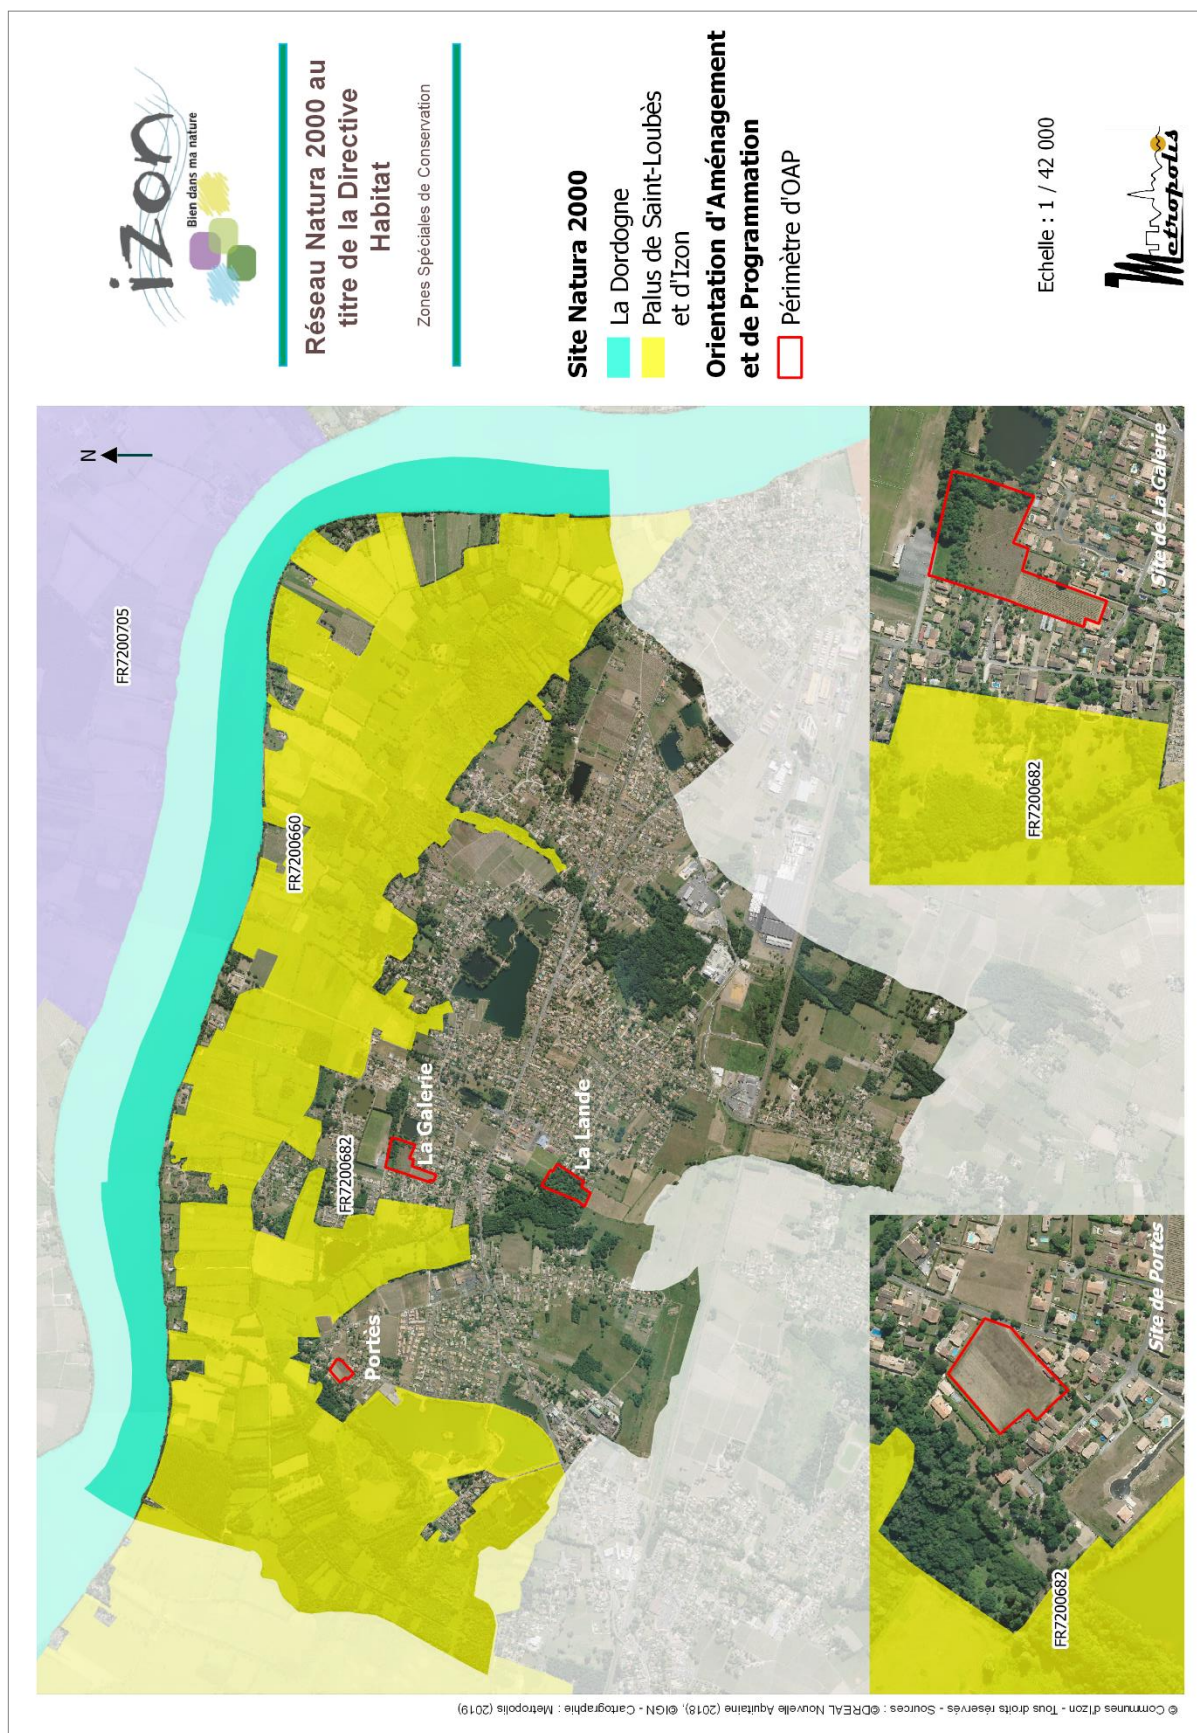 izon
Bien dans ma nature
Réseau Natura 2000 au
titre de la Directive
Habitat
Zones Spéciales de Conservation
Site Natura 2000
La Dordogne
Palus de Saint-Loubès
et d'Izon
Orientation d'Aménagement
et de Programmation
Périmètre d'OAP
Echelle : 1 / 42 000
Metropolis
N
FR7200705
FR7200660
FR7200682
La Galerie
La Lande
Portès
FR7200682
Site de La Galerie
FR7200682
Site de Portès
© Communes d'Izon - Tous droits réservés - Sources : ©DREAL Nouvelle Aquitaine (2018), ©IGN - Cartographie : Metropolis (2019)